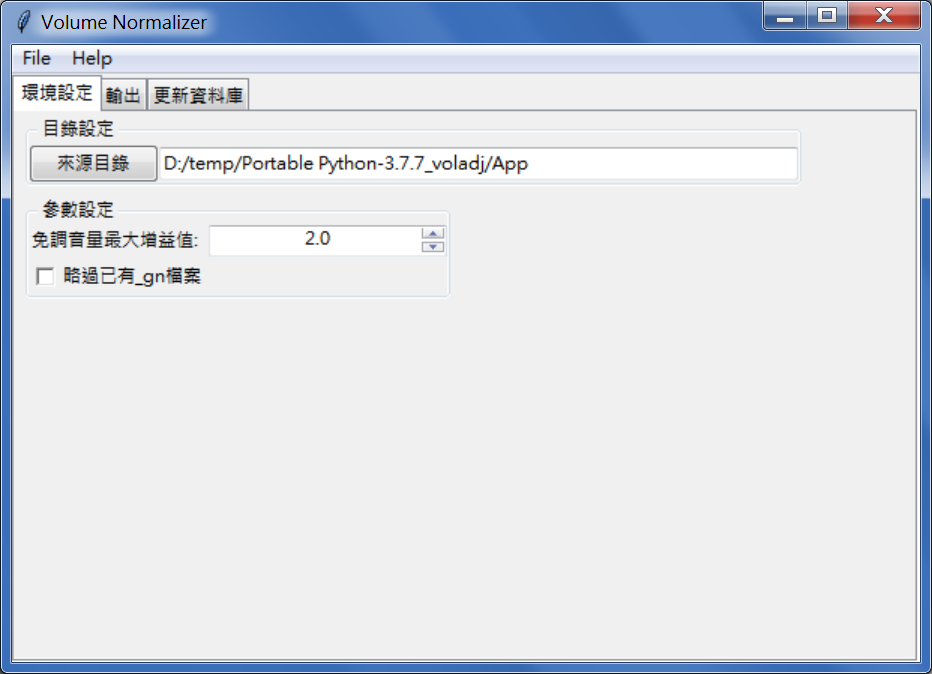 Volume Normalizer
File Help
環境設定 輸出 更新資料庫
目錄設定
來源目錄 D:/temp/Portable Python-3.7.7_voladj/App
參數設定
免調音量最大增益值: 2.0
略過已有_gn檔案